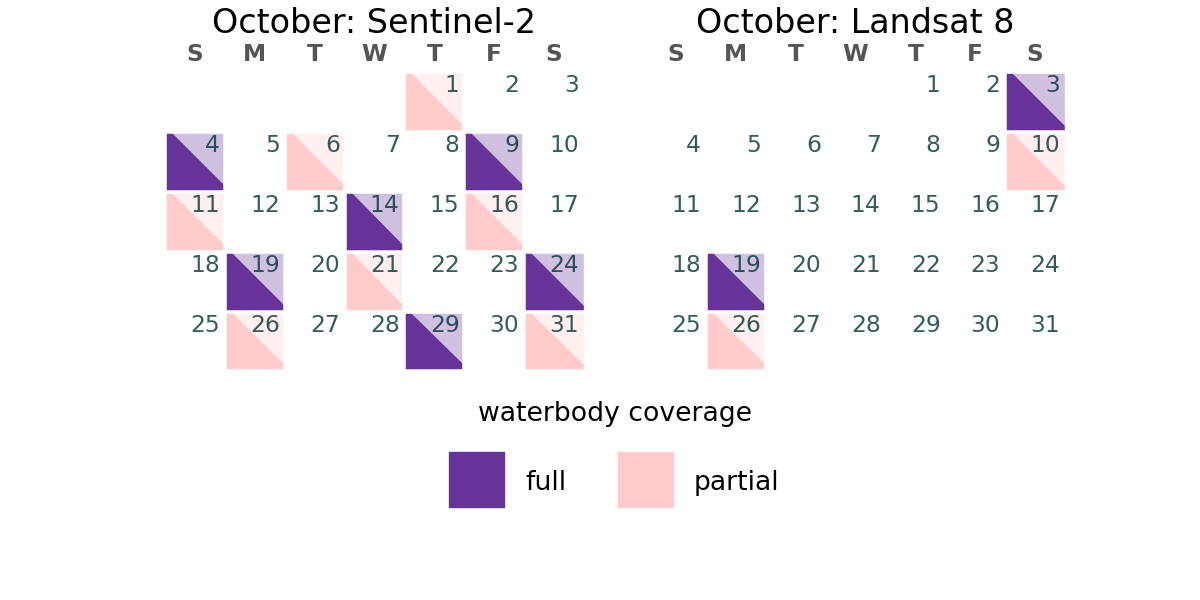 October: Sentinel-2
S M T W T F S
1 2 3
4 5 6 7 8 9 10
11 12 13 14 15 16 17
18 19 20 21 22 23 24
25 26 27 28 29 30 31
October: Landsat 8
S M T W T F S
1 2 3
4 5 6 7 8 9 10
11 12 13 14 15 16 17
18 19 20 21 22 23 24
25 26 27 28 29 30 31
waterbody coverage
full partial